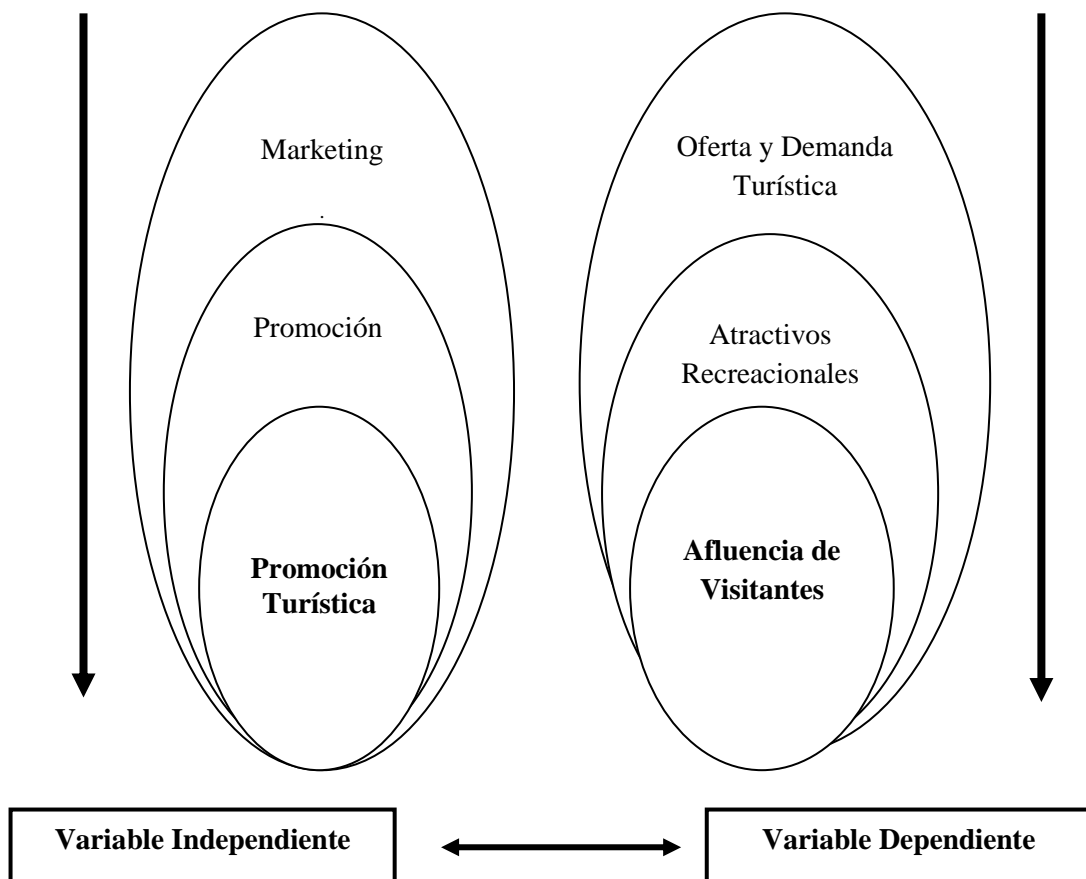 Marketing
Promoción
Promoción
Turística
Oferta y Demanda
Turística
Atractivos
Recreacionales
Afluencia de
Visitantes
Variable Independiente
Variable Dependiente